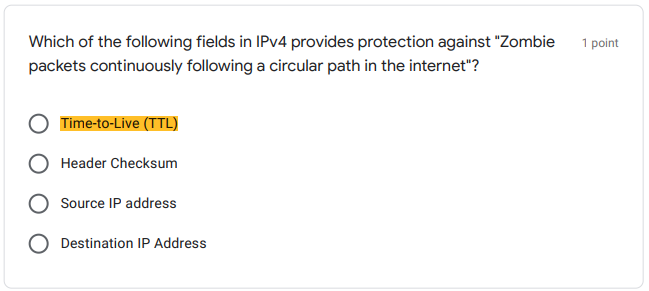 Which of the following fields in IPv4 provides protection against "Zombie
1 point
packets continuously following a circular path in the internet"?
Time-to-Live (TTL)
Header Checksum
Source IP address
Destination IP Address